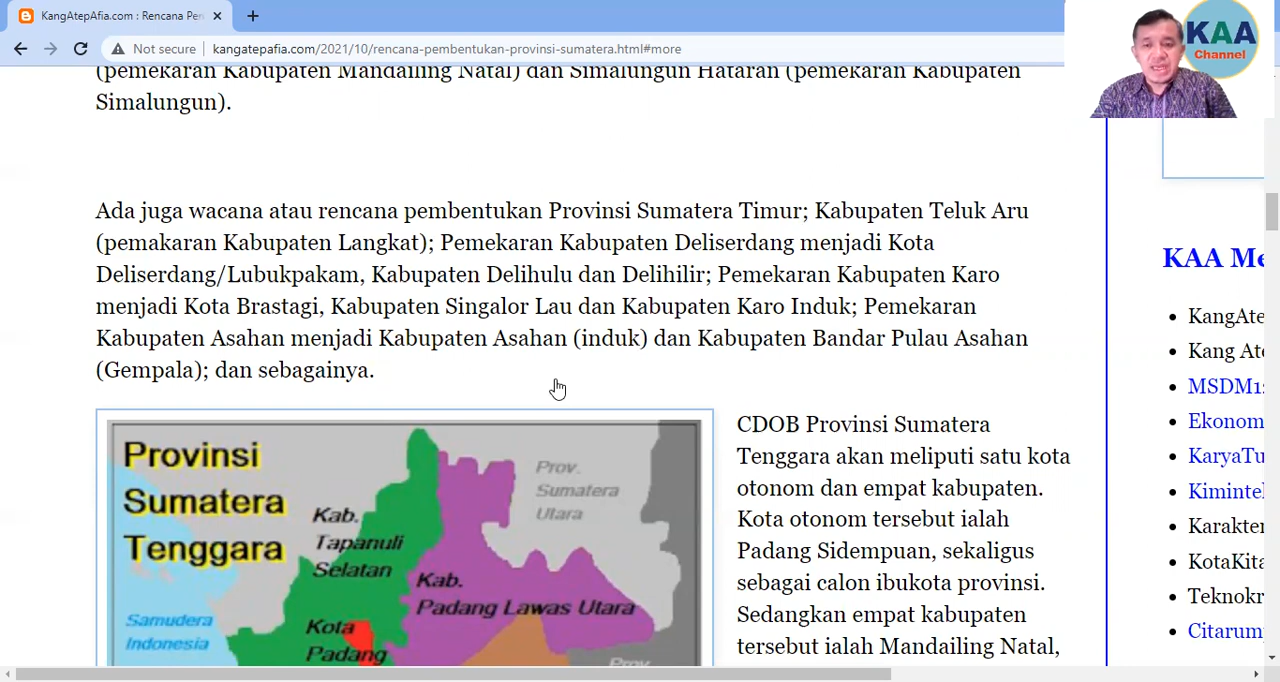 KangAtepAfia.com : Rencana Pen
Not secure
kangatepafia.com/2021/10/rencana-pembentukan-provinsi-sumatera.html#more
KAA
Channel
(pemekaran Kabupaten Mandailing Natal) dan Simalungun Hataran (pemekaran Kabupaten
Simalungun).
Ada juga wacana atau rencana pembentukan Provinsi Sumatera Timur; Kabupaten Teluk Aru
(pemakaran Kabupaten Langkat); Pemekaran Kabupaten Deliserdang menjadi Kota
Deliserdang/Lubukpakam, Kabupaten Delihulu dan Delihilir; Pemekaran Kabupaten Karo
menjadi Kota Brastagi, Kabupaten Singalor Lau dan Kabupaten Karo Induk; Pemekaran
Kabupaten Asahan menjadi Kabupaten Asahan (induk) dan Kabupaten Bandar Pulau Asahan
(Gempala); dan sebagainya.
Provinsi
Sumatera
Tenggara
Prov.
Sumatera
Utara
Kab.
Tapanuli
Selatan
Kab.
Padang Lawas Utara
Samudera
Indonesia
Kota
Padang
Prov
CDOB Provinsi Sumatera
Tenggara akan meliputi satu kota
otonom dan empat kabupaten.
Kota otonom tersebut ialah
Padang Sidempuan, sekaligus
sebagai calon ibukota provinsi.
Sedangkan empat kabupaten
tersebut ialah Mandailing Natal,
KAA Me
KangAte
Kang Ate
MSDM12
Ekonom
KaryaTu
Kimintel
Karakter
KotaKita
Teknokr
Citarum